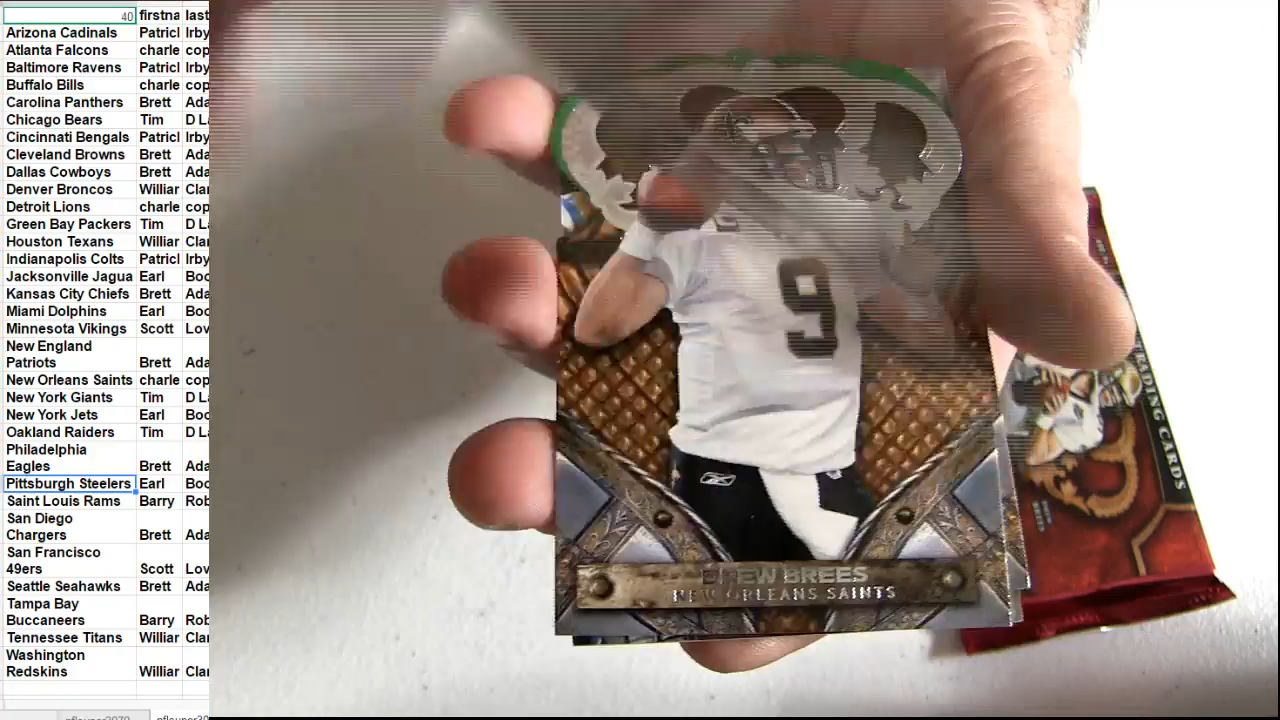 40 firstna last
Arizona Cadinals Patricl Irby
Atlanta Falcons charle cop
Baltimore Ravens Patricl Irby
Buffalo Bills charle cop
Carolina Panthers Brett Ada
Chicago Bears Tim D La
Cincinnati Bengals Patricl Irby
Cleveland Browns Brett Ada
Dallas Cowboys Brett Ada
Denver Broncos Williar Clar
Detroit Lions charle cop
Green Bay Packers Tim D La
Houston Texans Williar Clar
Indianapolis Colts Patricl Irby
Jacksonville Jagua Earl Boo
Kansas City Chiefs Brett Ada
Miami Dolphins Earl Boo
Minnesota Vikings Scott Lov
New England
Patriots Brett Ada
New Orleans Saints charle cop
New York Giants Tim D La
New York Jets Earl Boo
Oakland Raiders Tim D La
Philadelphia
Eagles Brett Ada
Pittsburgh Steelers Earl Boo
Saint Louis Rams Barry Rob
San Diego
Chargers Brett Ada
San Francisco
49ers Scott Lov
Seattle Seahawks Brett Ada
Tampa Bay
Buccaneers Barry Rob
Tennessee Titans Williar Clar
Washington
Redskins Williar Clar
9
Reebok
DREW BREES
NEW ORLEANS SAINTS
TRADING CARDS
DREW
BREES